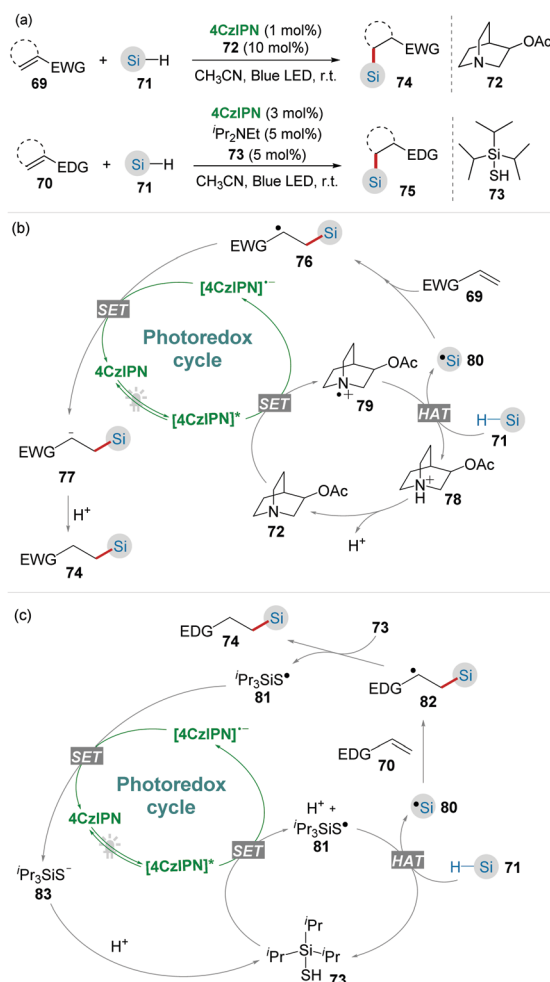 (a)
4CzIPN (1 mol%)
72 (10 mol%)
EWG + Si–H
CH₃CN, Blue LED, r.t.
EWG
Si
OAc
N
69 71 74 72
4CzIPN (3 mol%)
ⁱPr₂NEt (5 mol%)
73 (5 mol%)
EDG + Si–H
CH₃CN, Blue LED, r.t.
EDG
Si
Si
SH
70 71 75 73
(b)
EWG Si
76
EWG
69
SET
[4CzIPN]•−
Photoredox
cycle
4CzIPN
[4CzIPN]*
SET
OAc
N
•+
79
•Si 80
HAT
H–Si
71
EWG − Si
77
OAc
N
H
+
78
OAc
N
72
H⁺
H⁺
EWG Si
74
(c)
EDG Si
74
73
ⁱPr₃SiS•
81
EDG • Si
82
SET
[4CzIPN]•−
EDG
70
Photoredox
cycle
4CzIPN
[4CzIPN]*
SET
H⁺ +
ⁱPr₃SiS•
81
•Si 80
HAT
H–Si 71
ⁱPr₃SiS⁻
83
H⁺
ⁱPr
ⁱPr Si ⁱPr
SH 73